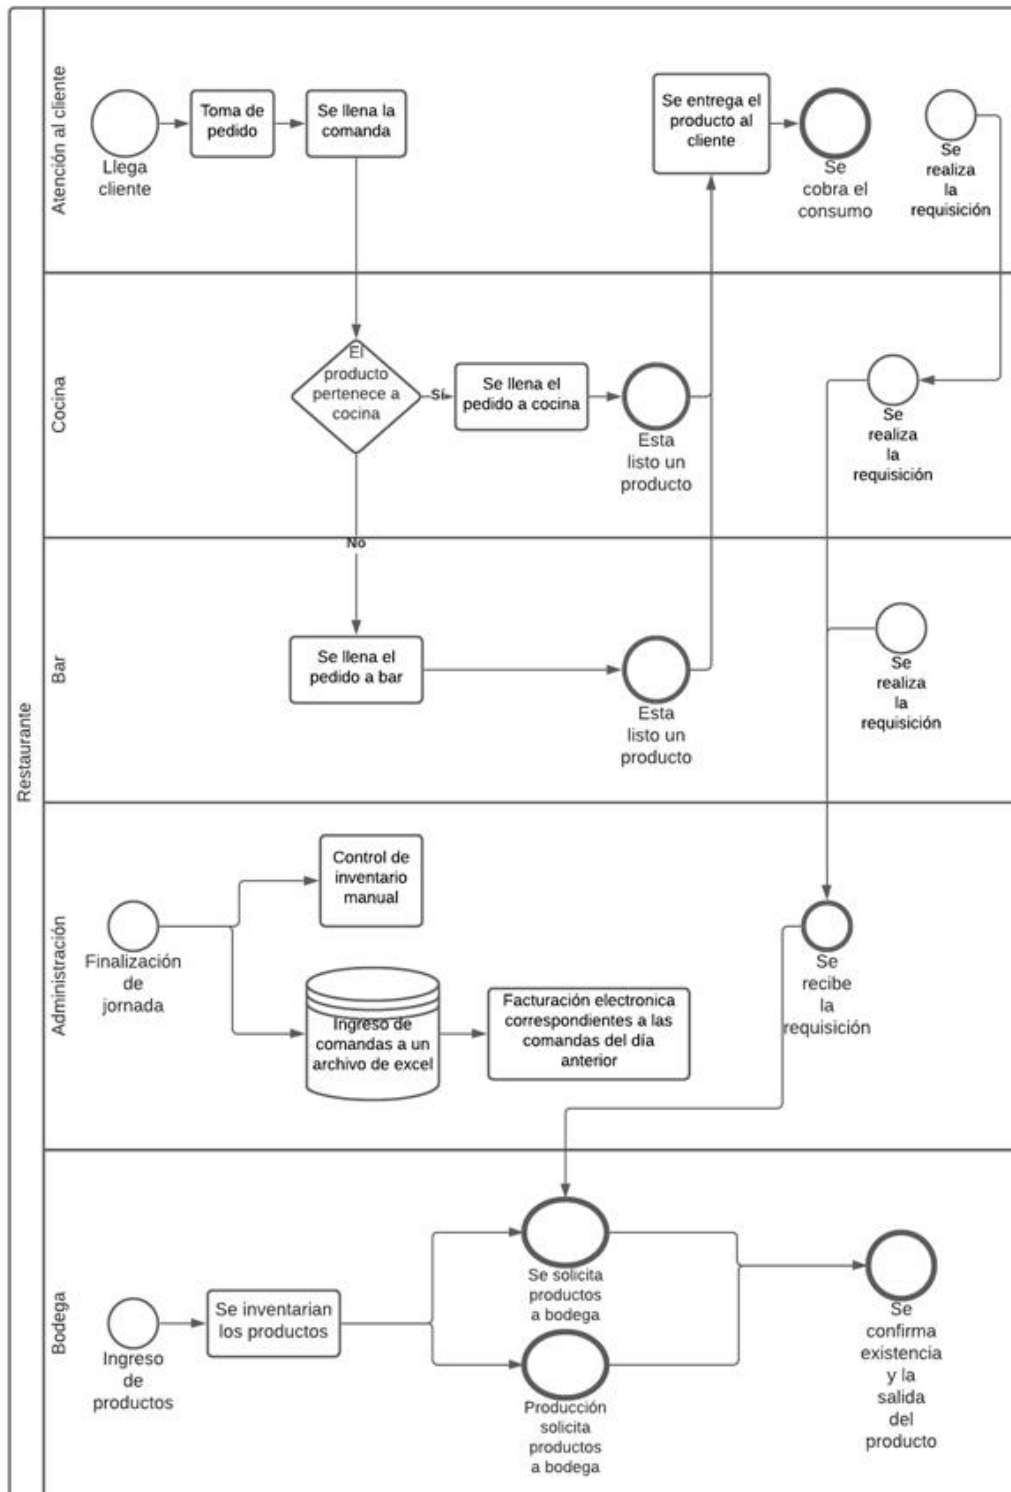 Restaurante
Atención al cliente
Llega
cliente
Toma de
pedido
Se llena la
comanda
Se entrega el
producto al
cliente
Se
cobra el
consumo
Se
realiza
la
requisición
Cocina
El
producto
pertenece a
cocina
Sí
Se llena el
pedido a cocina
Esta
listo un
producto
Se
realiza
la
requisición
No
Bar
Se llena el
pedido a bar
Esta
listo un
producto
Se
realiza
la
requisición
Administración
Finalización
de
jornada
Control de
inventario
manual
Ingreso de
comandas a un
archivo de excel
Facturación electronica
correspondientes a las
comandas del día
anterior
Se
recibe
la
requisición
Bodega
Ingreso
de
productos
Se inventarian
los productos
Se solicita
productos
a bodega
Producción
solicita
productos
a bodega
Se
confirma
existencia
y la
salida
del
producto